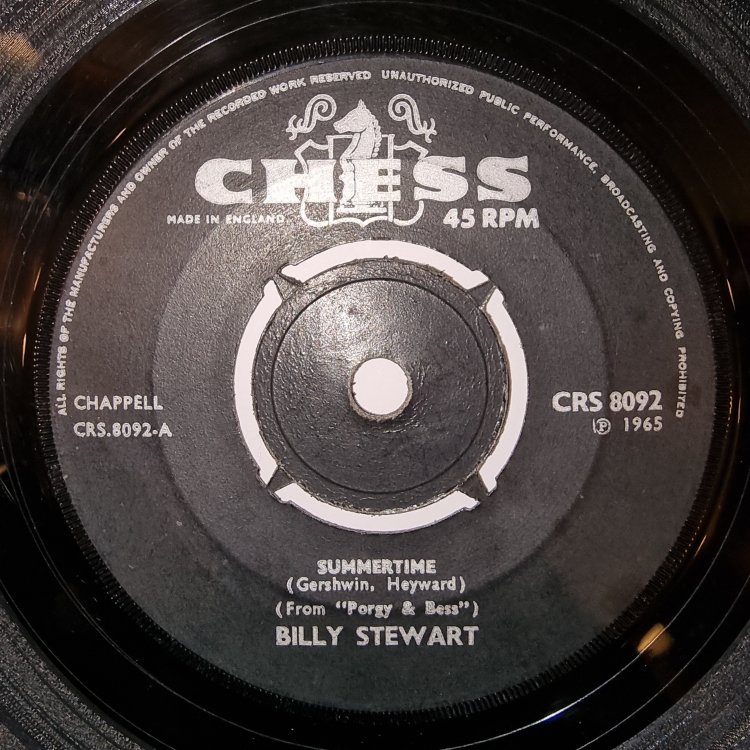 ALL RIGHTS OF THE MANUFACTURERS AND OWNER OF THE RECORDED WORK RESERVED UNAUTHORIZED PUBLIC PERFORMANCE, BROADCASTING AND COPYING PROHIBITED
CHESS
MADE IN ENGLAND.
45 RPM
CHAPPELL
CRS.8092-A
CRS 8092
℗ 1965
SUMMERTIME
(Gershwin, Heyward)
(From "Porgy & Bess")
BILLY STEWART